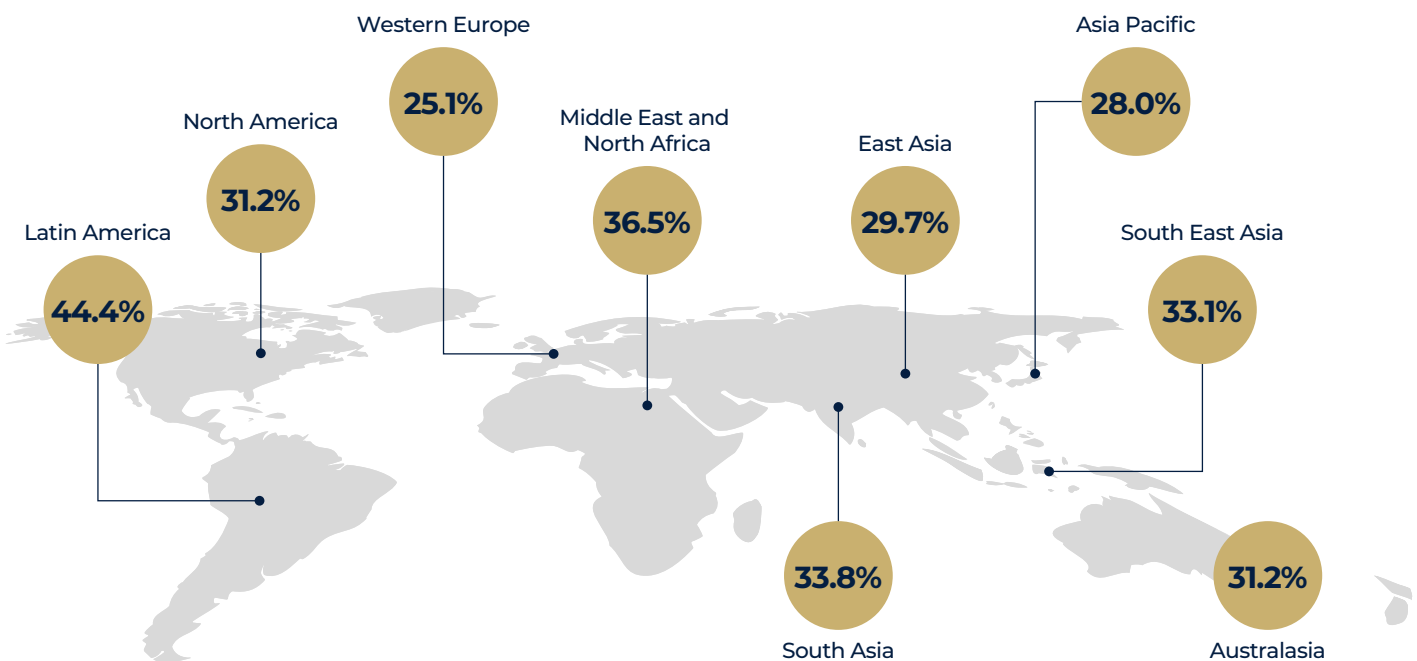 Western Europe
25.1%
Asia Pacific
28.0%
North America
31.2%
Middle East and
North Africa
36.5%
East Asia
29.7%
Latin America
44.4%
South East Asia
33.1%
33.8%
South Asia
31.2%
Australasia